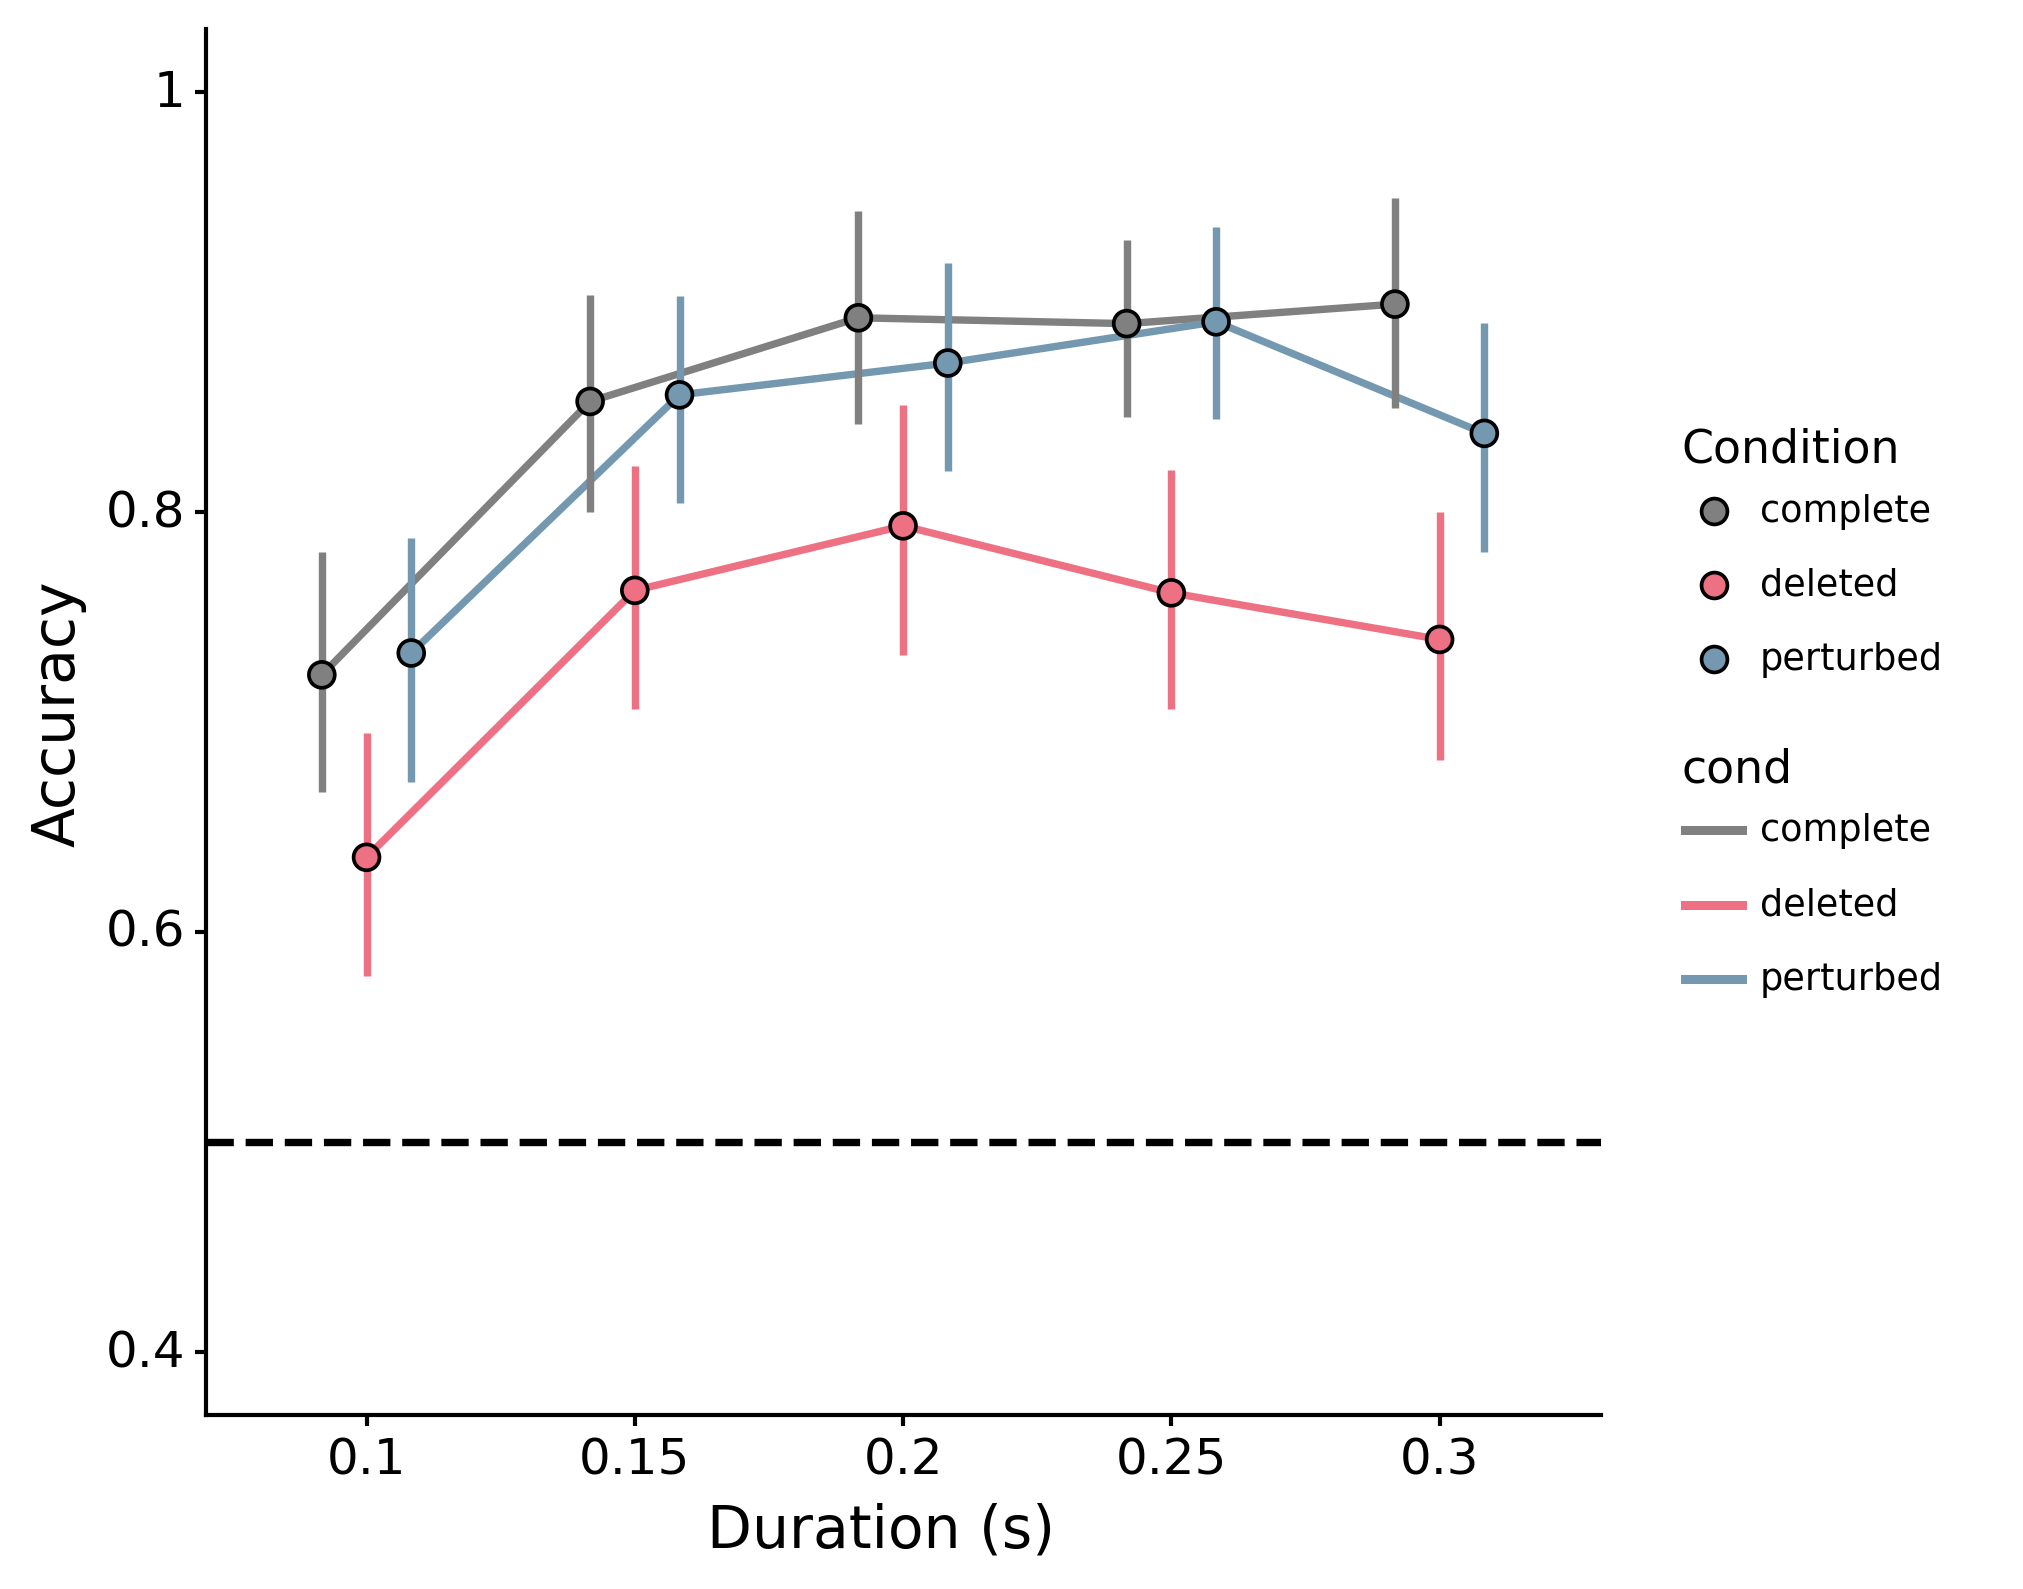 1
0.8
0.6
0.4
Accuracy
0.1 0.15 0.2 0.25 0.3
Duration (s)
Condition
complete
deleted
perturbed
cond
complete
deleted
perturbed